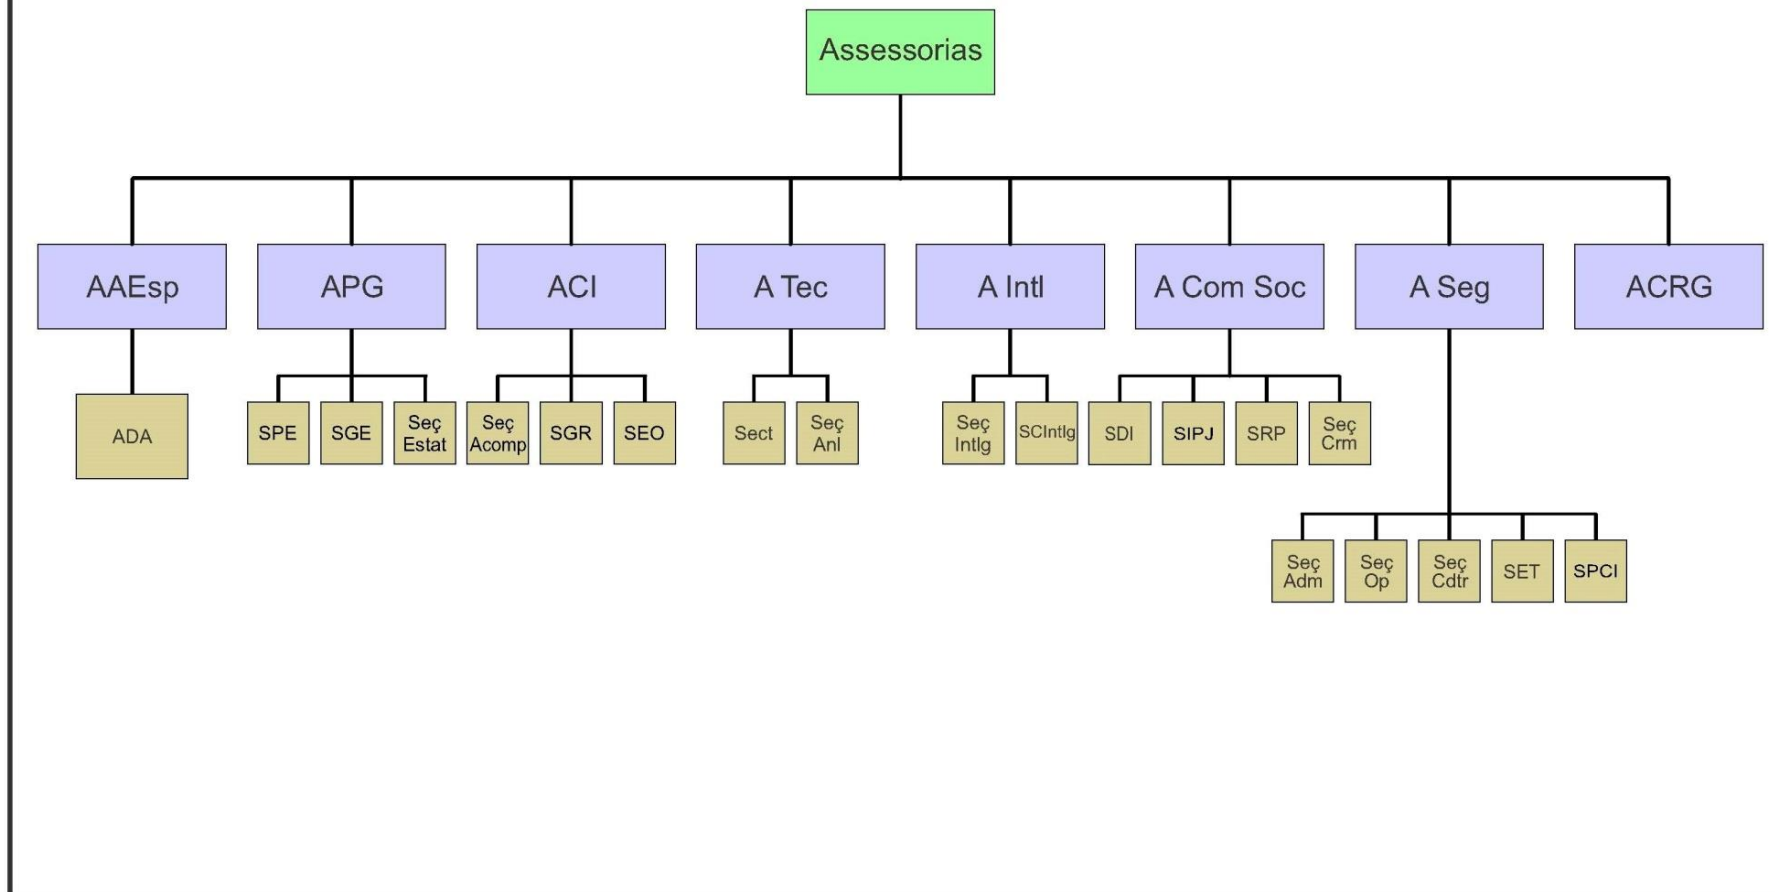 Assessorias
AAEsp
APG
ACI
A Tec
A Intl
A Com Soc
A Seg
ACRG
ADA
SPE
SGE
Seç
Estat
Seç
Acomp
SGR
SEO
Sect
Seç
Anl
Seç
Intlg
SCIntlg
SDI
SIPJ
SRP
Seç
Crm
Seç
Adm
Seç
Op
Seç
Cdtr
SET
SPCI